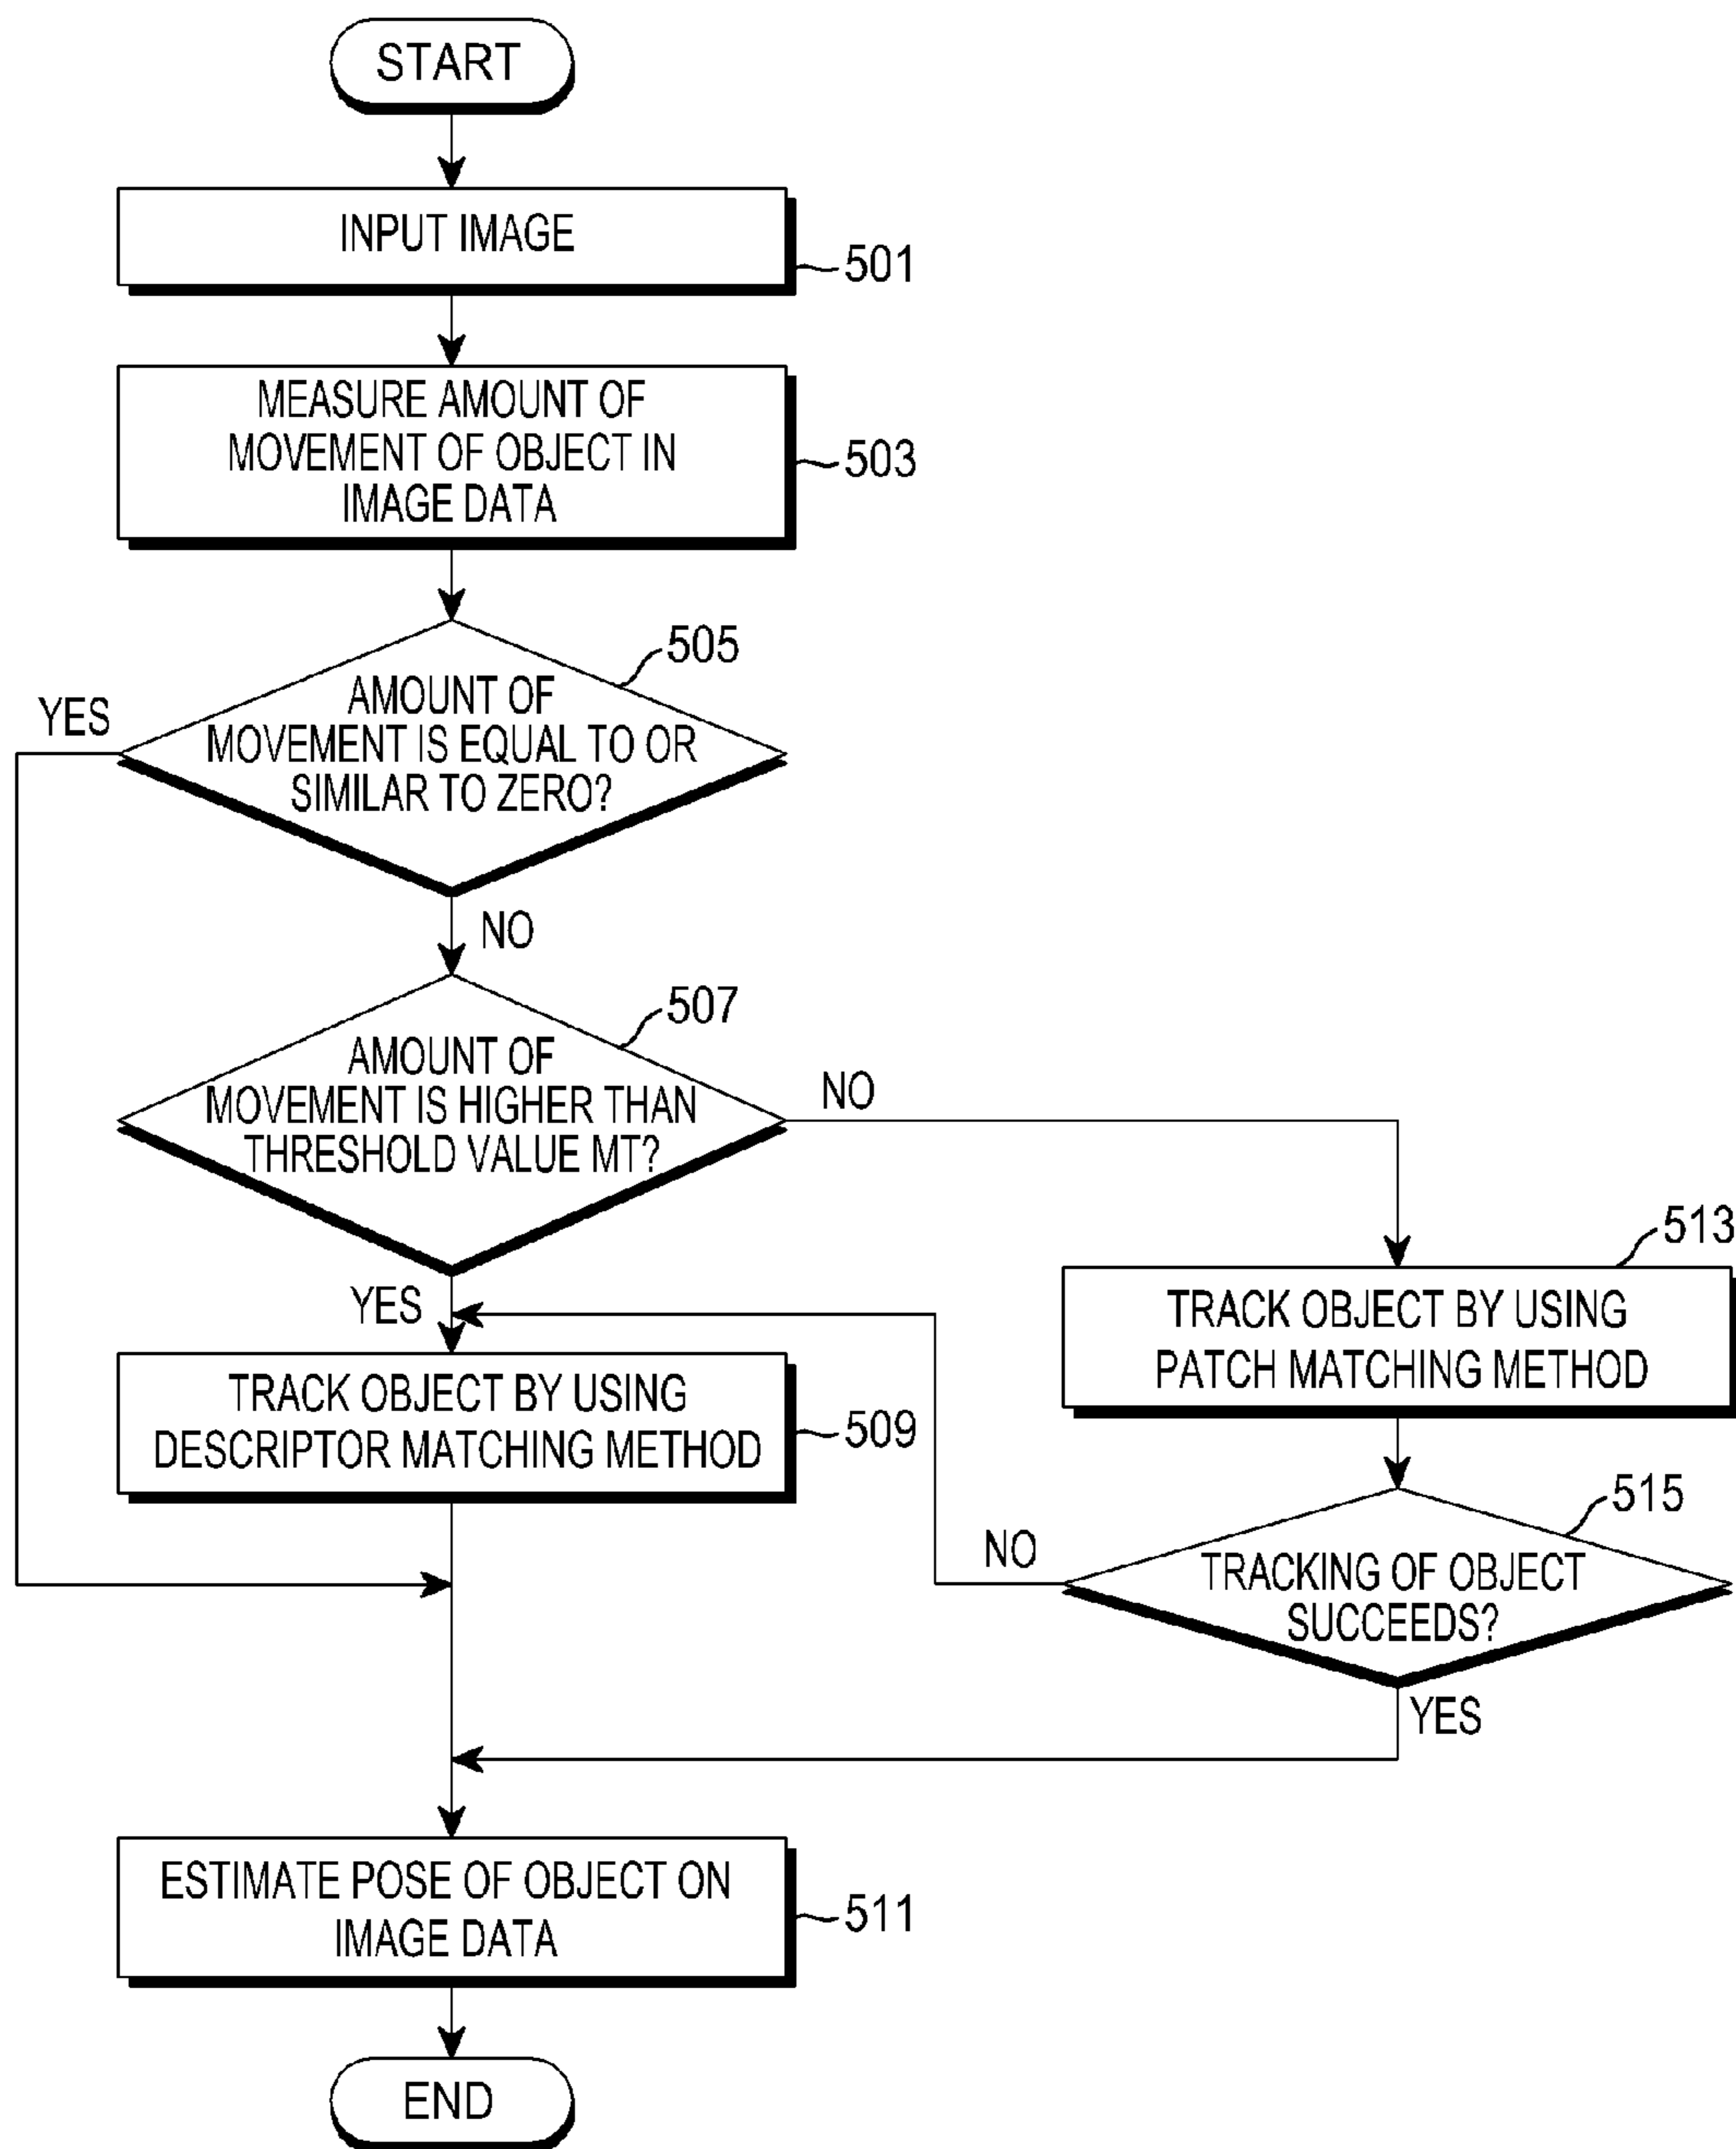 START
INPUT IMAGE
501
MEASURE AMOUNT OF
MOVEMENT OF OBJECT IN
IMAGE DATA
503
505
AMOUNT OF
MOVEMENT IS EQUAL TO OR
SIMILAR TO ZERO?
YES
NO
507
AMOUNT OF
MOVEMENT IS HIGHER THAN
THRESHOLD VALUE MT?
NO
YES
513
TRACK OBJECT BY USING
PATCH MATCHING METHOD
TRACK OBJECT BY USING
DESCRIPTOR MATCHING METHOD
509
515
TRACKING OF OBJECT
SUCCEEDS?
NO
YES
ESTIMATE POSE OF OBJECT ON
IMAGE DATA
511
END